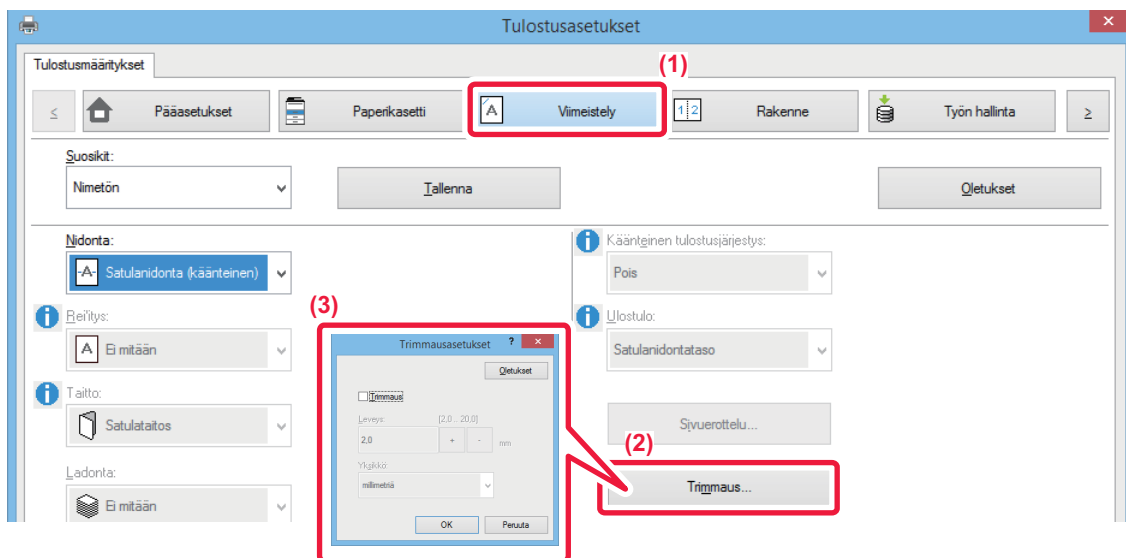 Tulostusasetukset
Tulostusmääritykset
(1)
≤
Pääasetukset
Paperikasetti
A
Viimeistely
1 2
Rakenne
Työn hallinta
≥
Suosikit:
Nimetön
Tallenna
Oletukset
Nidonta:
-A- Satulanidonta (käänteinen)
Käänteinen tulostusjärjestys:
Pois
(3)
Rei'itys:
A Ei mitään
Ulostulo:
Satulanidontataso
Trimmausasetukset ?
Oletukset
Trimmaus
Leveys: [2.0... 20,0]
2,0 + - mm
Yksikkö:
millimetriä
OK Peruuta
Taitto:
Satulataitos
Sivuerottelu...
(2)
Ladonta:
Ei mitään
Trimmaus...